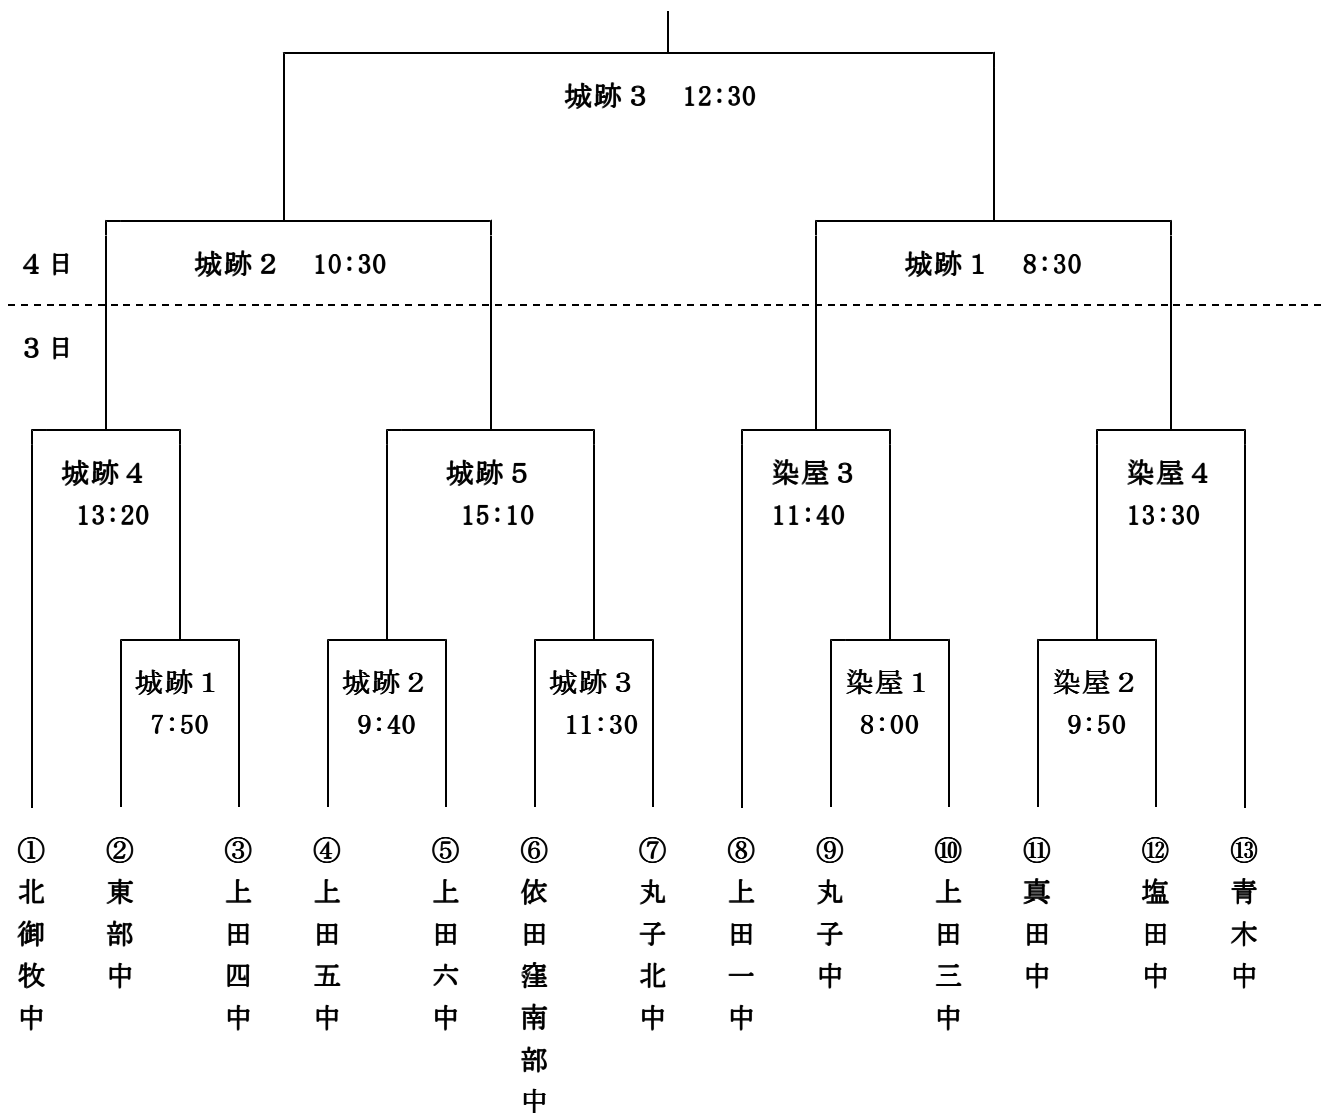 城跡３　12:30
４日
城跡２　10:30
城跡１　8:30
３日
城跡４
13:20
城跡５
15:10
染屋３
11:40
染屋４
13:30
城跡１
7:50
城跡２
9:40
城跡３
11:30
染屋１
8:00
染屋２
9:50
①北御牧中
②東部中
③上田四中
④上田五中
⑤上田六中
⑥依田窪南部中
⑦丸子北中
⑧上田一中
⑨丸子中
⑩上田三中
⑪真田中
⑫塩田中
⑬青木中